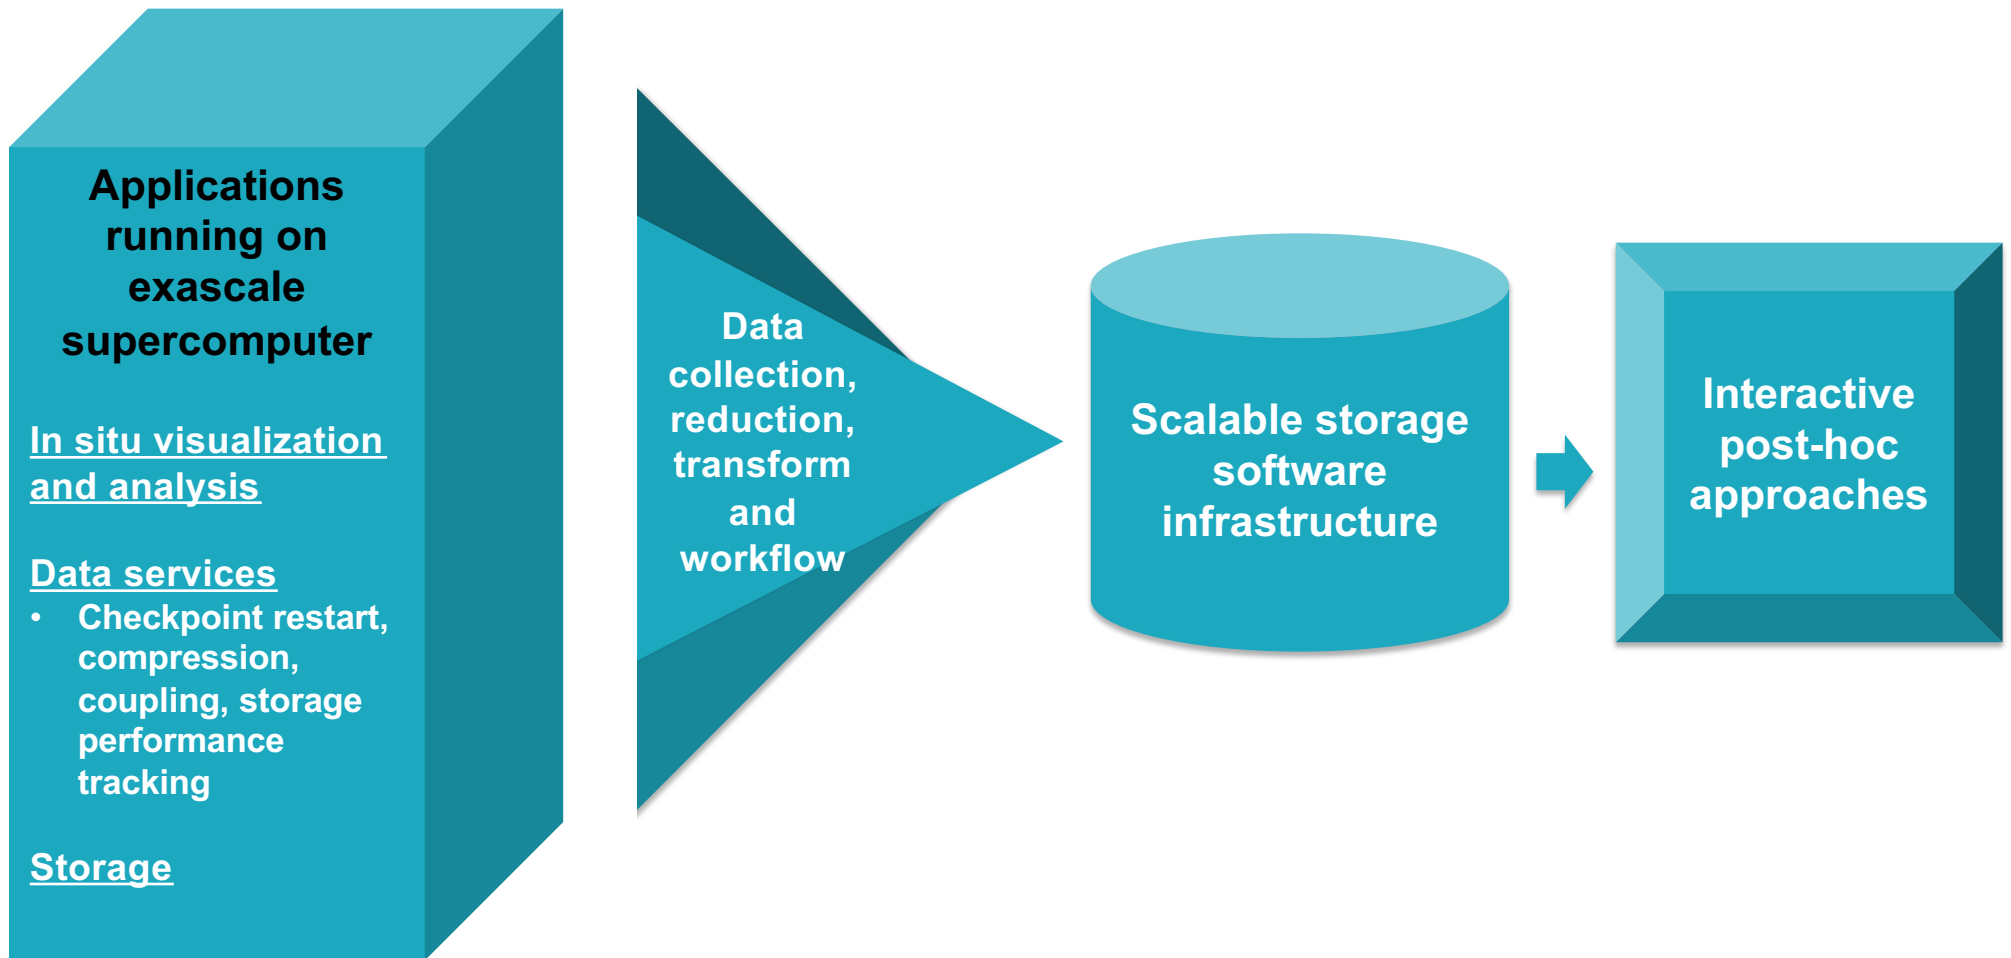 Applications
running on
exascale
supercomputer
In situ visualization
and analysis
Data services
• Checkpoint restart,
compression,
coupling, storage
performance
tracking
Storage
Data
collection,
reduction,
transform
and
workflow
Scalable storage
software
infrastructure
Interactive
post-hoc
approaches